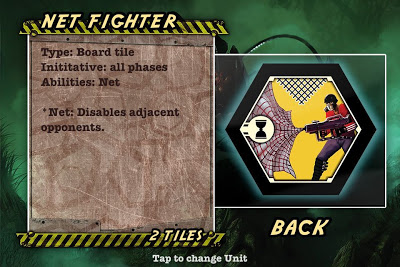 NET FIGHTER
Type: Board tile
Inititative: all phases
Abilities: Net
*Net: Disables adjacent
opponents.
2 TILES
BACK
Tap to change Unit